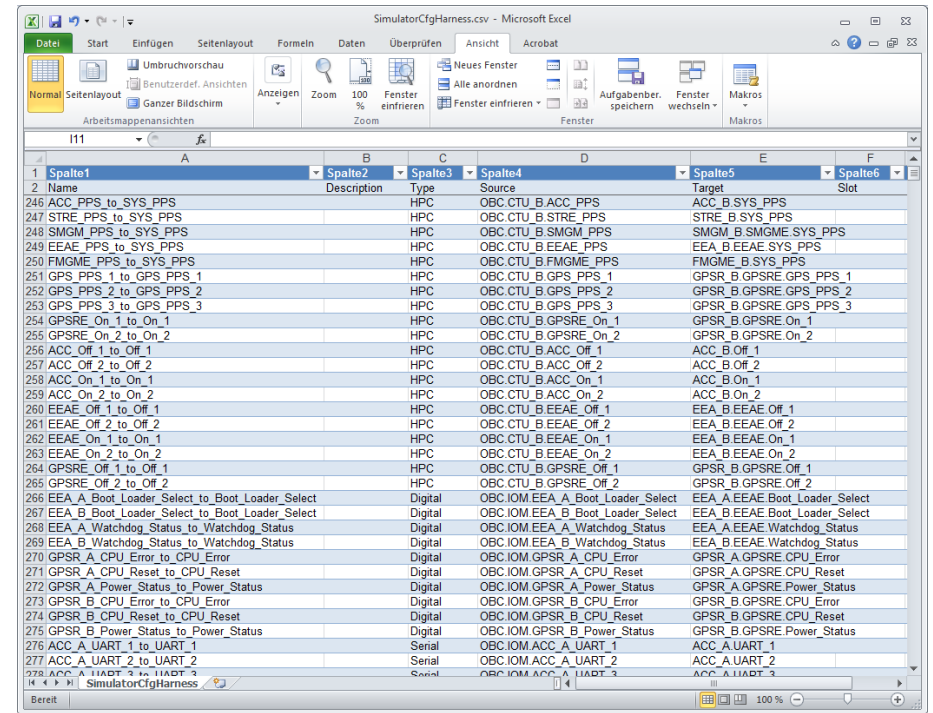 SimulatorCfgHarness.csv - Microsoft Excel
Datei Start Einfügen Seitenlayout Formeln Daten Überprüfen Ansicht Acrobat
Normal Seitenlayout Umbruchvorschau Benutzerdef. Ansichten Ganzer Bildschirm Anzeigen Zoom 100 % Fenster einfrieren Neues Fenster Alle anordnen Fenster einfrieren Aufgabenber. speichern Fenster wechseln Makros
Arbeitsmappenansichten Zoom Fenster Makros
I11 fx
A B C D E F
1 Spalte1 Spalte2 Spalte3 Spalte4 Spalte5 Spalte6
2 Name Description Type Source Target Slot
246 ACC_PPS_to_SYS_PPS HPC OBC.CTU_B.ACC_PPS ACC_B.SYS_PPS
247 STRE_PPS_to_SYS_PPS HPC OBC.CTU_B.STRE_PPS STRE_B.SYS_PPS
248 SMGM_PPS_to_SYS_PPS HPC OBC.CTU_B.SMGM_PPS SMGM_B.SMGME.SYS_PPS
249 EEAE_PPS_to_SYS_PPS HPC OBC.CTU_B.EEAE_PPS EEA_B.EEAE.SYS_PPS
250 FMGME_PPS_to_SYS_PPS HPC OBC.CTU_B.FMGME_PPS FMGME_B.SYS_PPS
251 GPS_PPS_1_to_GPS_PPS_1 HPC OBC.CTU_B.GPS_PPS_1 GPSR_B.GPSRE.GPS_PPS_1
252 GPS_PPS_2_to_GPS_PPS_2 HPC OBC.CTU_B.GPS_PPS_2 GPSR_B.GPSRE.GPS_PPS_2
253 GPS_PPS_3_to_GPS_PPS_3 HPC OBC.CTU_B.GPS_PPS_3 GPSR_B.GPSRE.GPS_PPS_3
254 GPSRE_On_1_to_On_1 HPC OBC.CTU_B.GPSRE_On_1 GPSR_B.GPSRE.On_1
255 GPSRE_On_2_to_On_2 HPC OBC.CTU_B.GPSRE_On_2 GPSR_B.GPSRE.On_2
256 ACC_Off_1_to_Off_1 HPC OBC.CTU_B.ACC_Off_1 ACC_B.Off_1
257 ACC_Off_2_to_Off_2 HPC OBC.CTU_B.ACC_Off_2 ACC_B.Off_2
258 ACC_On_1_to_On_1 HPC OBC.CTU_B.ACC_On_1 ACC_B.On_1
259 ACC_On_2_to_On_2 HPC OBC.CTU_B.ACC_On_2 ACC_B.On_2
260 EEAE_Off_1_to_Off_1 HPC OBC.CTU_B.EEAE_Off_1 EEA_B.EEAE.Off_1
261 EEAE_Off_2_to_Off_2 HPC OBC.CTU_B.EEAE_Off_2 EEA_B.EEAE.Off_2
262 EEAE_On_1_to_On_1 HPC OBC.CTU_B.EEAE_On_1 EEA_B.EEAE.On_1
263 EEAE_On_2_to_On_2 HPC OBC.CTU_B.EEAE_On_2 EEA_B.EEAE.On_2
264 GPSRE_Off_1_to_Off_1 HPC OBC.CTU_B.GPSRE_Off_1 GPSR_B.GPSRE.Off_1
265 GPSRE_Off_2_to_Off_2 HPC OBC.CTU_B.GPSRE_Off_2 GPSR_B.GPSRE.Off_2
266 EEA_A_Boot_Loader_Select_to_Boot_Loader_Select Digital OBC.IOM.EEA_A_Boot_Loader_Select EEA_A.EEAE.Boot_Loader_Select
267 EEA_B_Boot_Loader_Select_to_Boot_Loader_Select Digital OBC.IOM.EEA_B_Boot_Loader_Select EEA_B.EEAE.Boot_Loader_Select
268 EEA_A_Watchdog_Status_to_Watchdog_Status Digital OBC.IOM.EEA_A_Watchdog_Status EEA_A.EEAE.Watchdog_Status
269 EEA_B_Watchdog_Status_to_Watchdog_Status Digital OBC.IOM.EEA_B_Watchdog_Status EEA_B.EEAE.Watchdog_Status
270 GPSR_A_CPU_Error_to_CPU_Error Digital OBC.IOM.GPSR_A_CPU_Error GPSR_A.GPSRE.CPU_Error
271 GPSR_A_CPU_Reset_to_CPU_Reset Digital OBC.IOM.GPSR_A_CPU_Reset GPSR_A.GPSRE.CPU_Reset
272 GPSR_A_Power_Status_to_Power_Status Digital OBC.IOM.GPSR_A_Power_Status GPSR_A.GPSRE.Power_Status
273 GPSR_B_CPU_Error_to_CPU_Error Digital OBC.IOM.GPSR_B_CPU_Error GPSR_B.GPSRE.CPU_Error
274 GPSR_B_CPU_Reset_to_CPU_Reset Digital OBC.IOM.GPSR_B_CPU_Reset GPSR_B.GPSRE.CPU_Reset
275 GPSR_B_Power_Status_to_Power_Status Digital OBC.IOM.GPSR_B_Power_Status GPSR_B.GPSRE.Power_Status
276 ACC_A_UART_1_to_UART_1 Serial OBC.IOM.ACC_A_UART_1 ACC_A.UART_1
277 ACC_A_UART_2_to_UART_2 Serial OBC.IOM.ACC_A_UART_2 ACC_A.UART_2
278 ACC_A_UART_3_to_UART_3 Serial OBC.IOM.ACC_A_UART_3 ACC_A.UART_3
SimulatorCfgHarness
Bereit 100 %